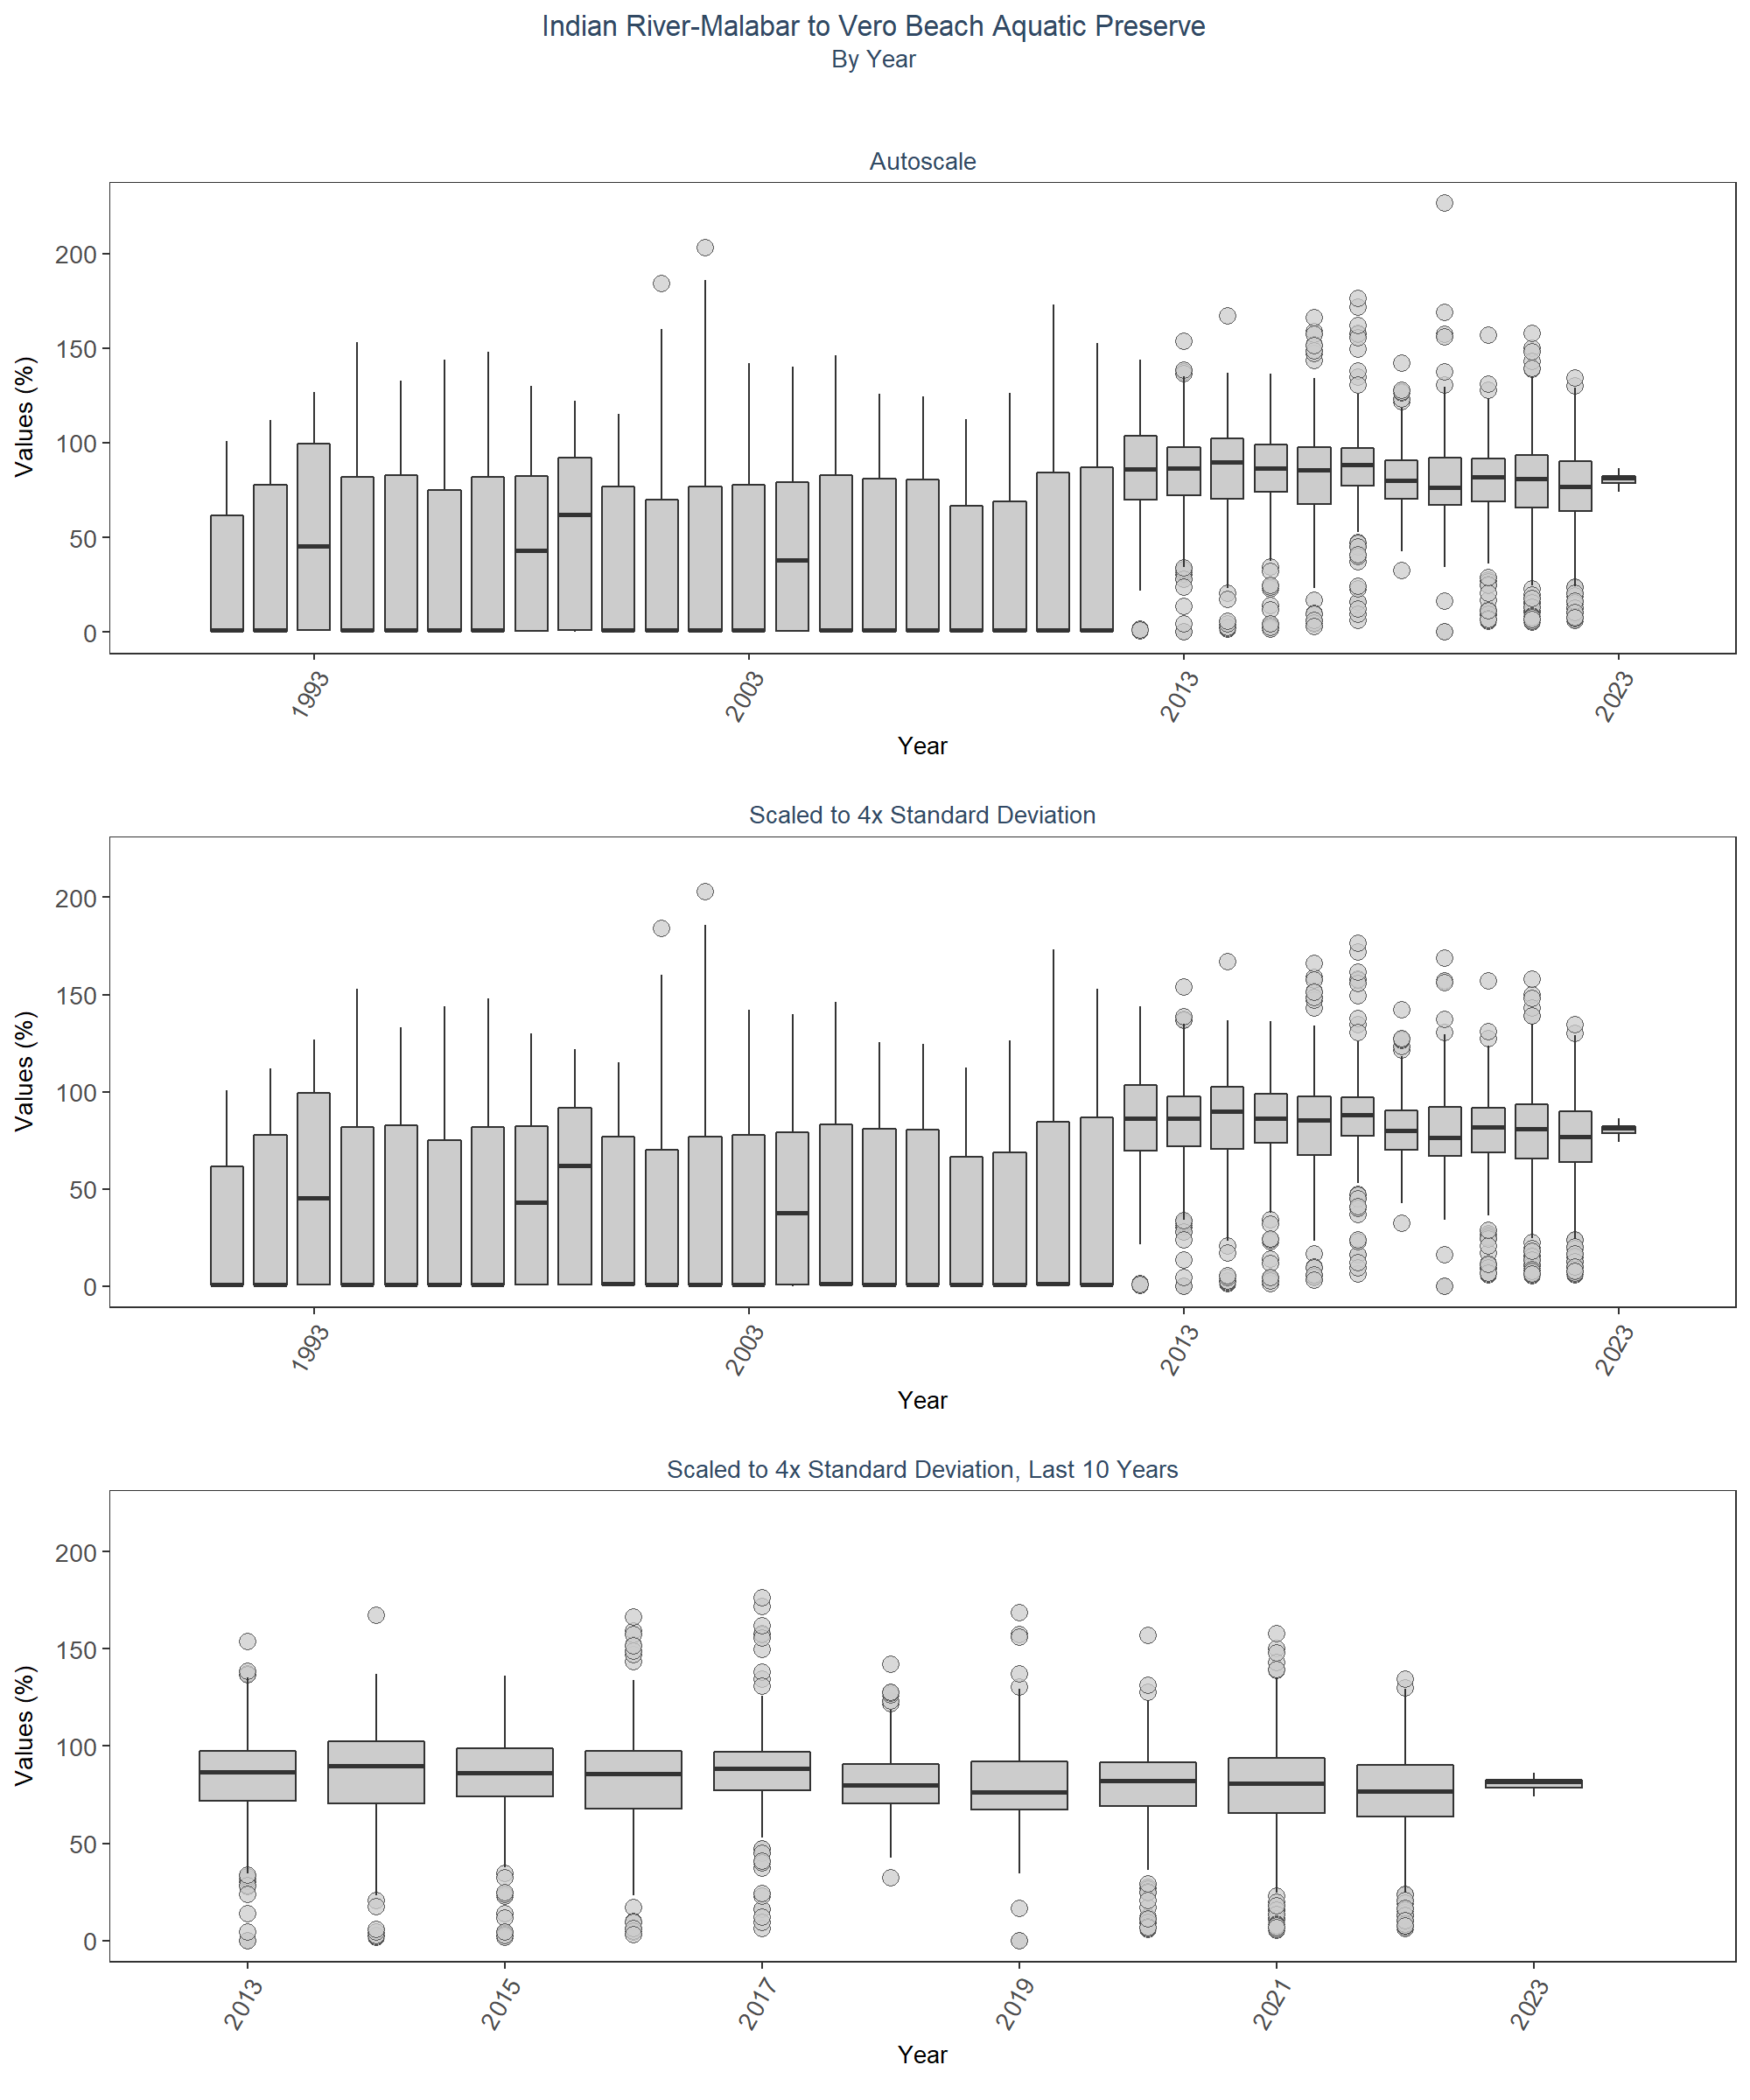 Indian River-Malabar to Vero Beach Aquatic Preserve
By Year
Autoscale
Values (%)
200
150
100
50
0
1993
2003
2013
2023
Year
Scaled to 4x Standard Deviation
Values (%)
200
150
100
50
0
1993
2003
2013
2023
Year
Scaled to 4x Standard Deviation, Last 10 Years
Values (%)
200
150
100
50
0
2013
2015
2017
2019
2021
2023
Year